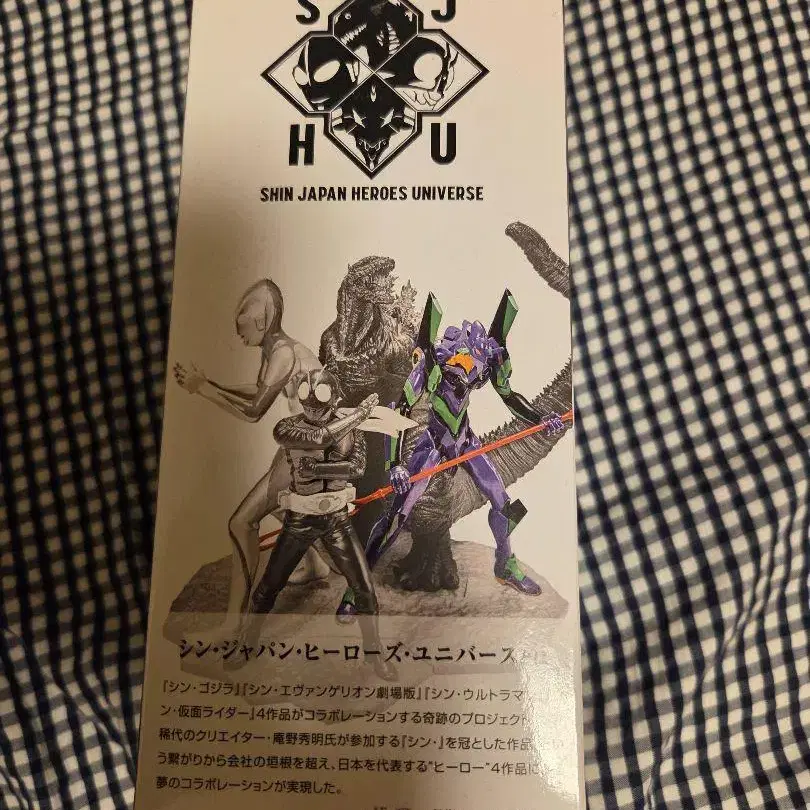 S J
H U
SHIN JAPAN HEROES UNIVERSE
シン・ジャパン・ヒーローズ・ユニバースとは
『シン・ゴジラ』『シン・エヴァンゲリオン劇場版』『シン・ウルトラマン』
ン・仮面ライダー』4作品がコラボレーションする奇跡のプロジェクト
稀代のクリエイター・庵野秀明氏が参加する『シン・』を冠とした作品
う繋がりから会社の垣根を超え、日本を代表する“ヒーロー”4作品に
夢のコラボレーションが実現した。